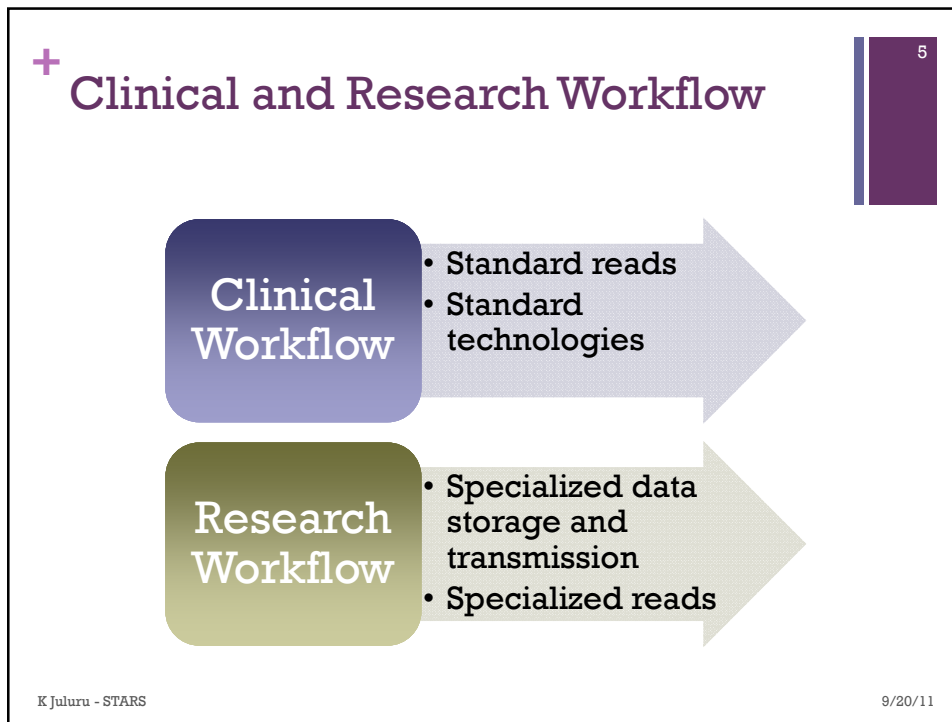 5
+
Clinical and Research Workflow
Clinical
Workflow
• Standard reads
• Standard
technologies
Research
Workflow
• Specialized data
storage and
transmission
• Specialized reads
K Juluru - STARS
9/20/11